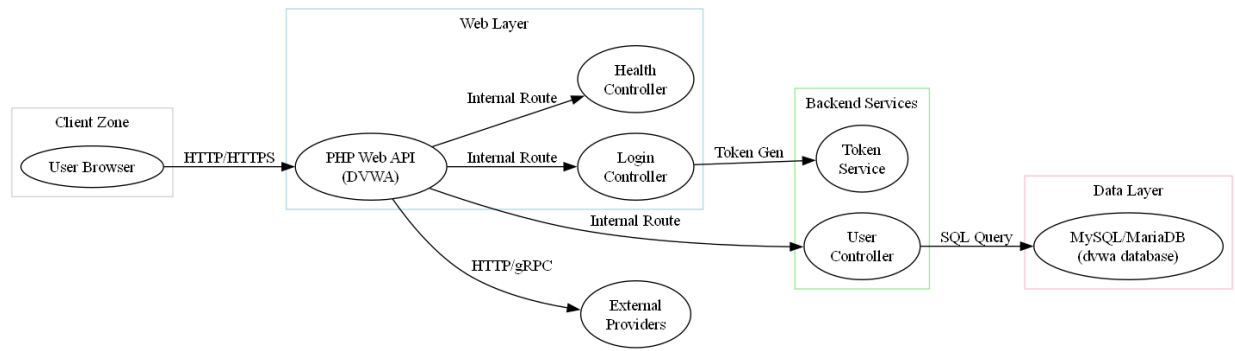 Web Layer
Health
Controller
Client Zone
Backend Services
Internal Route
User Browser
HTTP/HTTPS
PHP Web API
(DVWA)
Internal Route
Login
Controller
Token Gen
Token
Service
Data Layer
Internal Route
User
Controller
SQL Query
MySQL/MariaDB
(dvwa database)
HTTP/gRPC
External
Providers